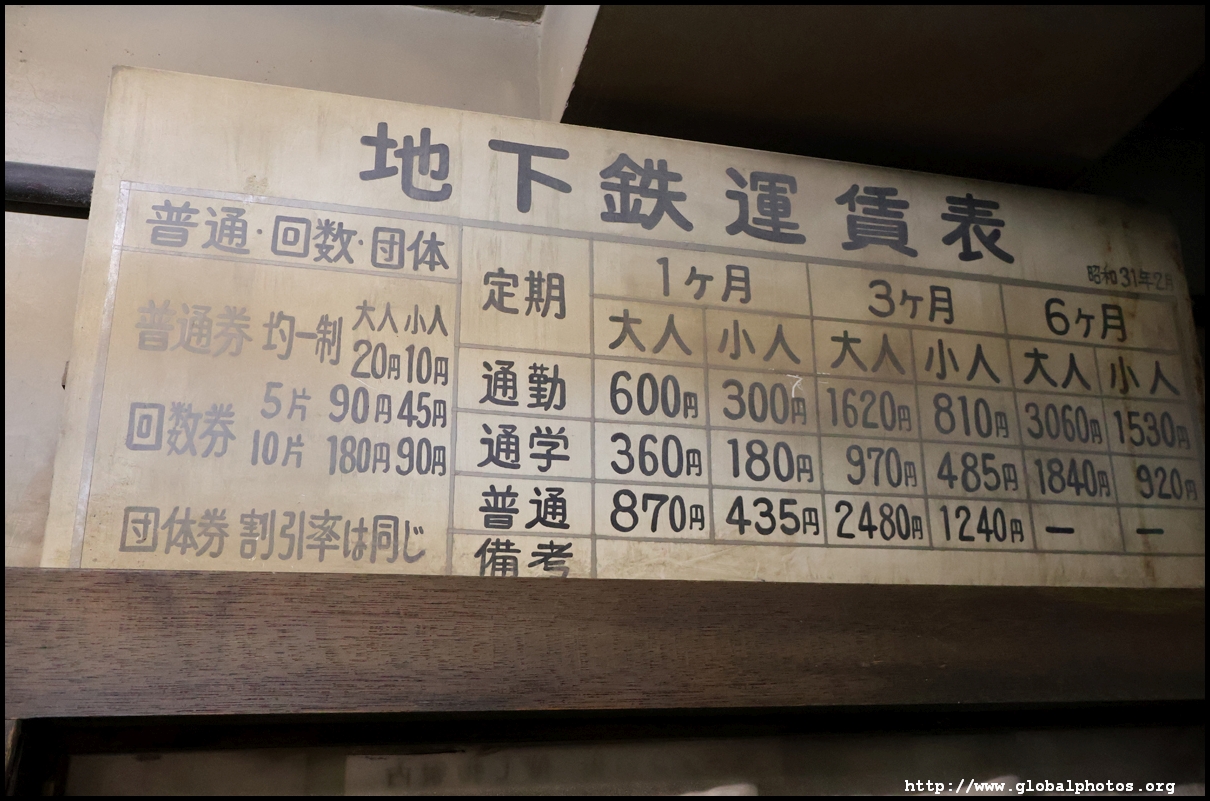 地下鉄運賃表
昭和31年2月
普通・回数・団体
普通券 均一制 大人 小人
20円 10円
回数券 5片 90円 45円
10片 180円 90円
団体券 割引率は同じ
定期 1ヶ月 3ヶ月 6ヶ月
大人 小人 大人 小人 大人 小人
通勤 600円 300円 1620円 810円 3060円 1530円
通学 360円 180円 970円 485円 1840円 920円
普通 870円 435円 2480円 1240円 ー ー
備考
http://www.globalphotos.org